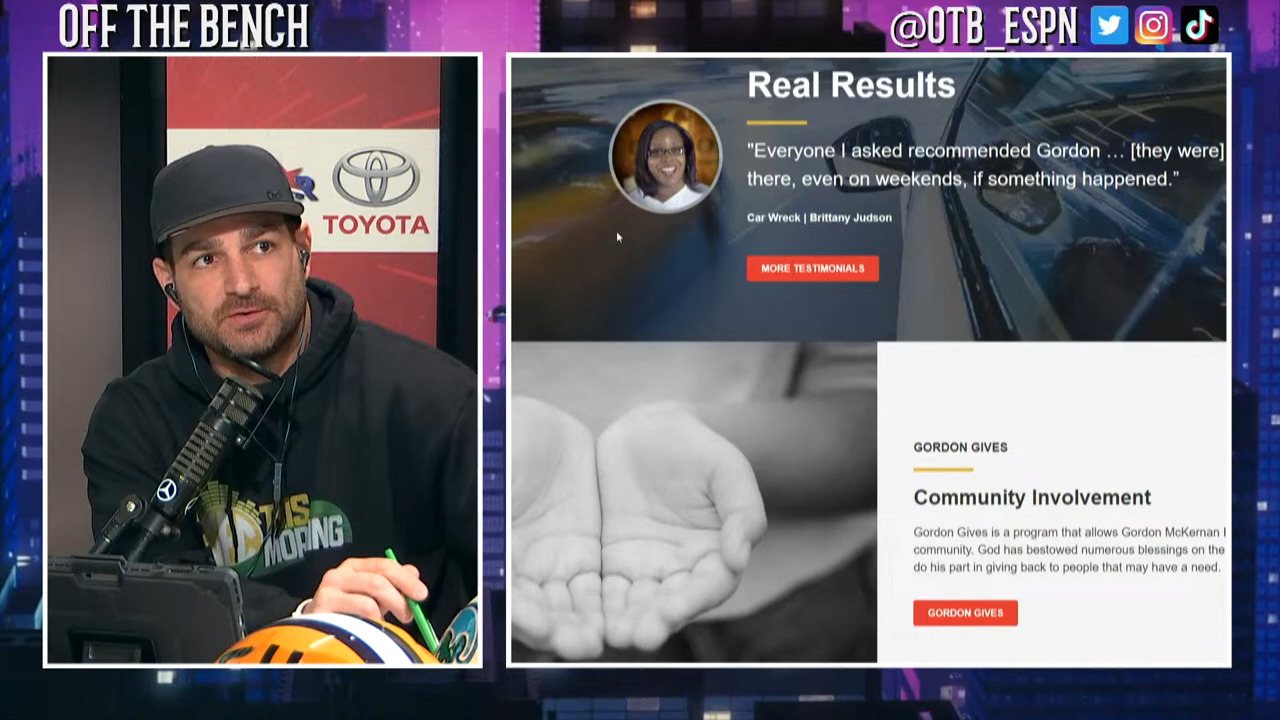 OFF THE BENCH
@OTB_ESPN
TOYOTA
THIS
MORNING
Real Results
"Everyone I asked recommended Gordon … [they were]
there, even on weekends, if something happened."
Car Wreck | Brittany Judson
MORE TESTIMONIALS
GORDON GIVES
Community Involvement
Gordon Gives is a program that allows Gordon McKernan I
community. God has bestowed numerous blessings on the
do his part in giving back to people that may have a need.
GORDON GIVES